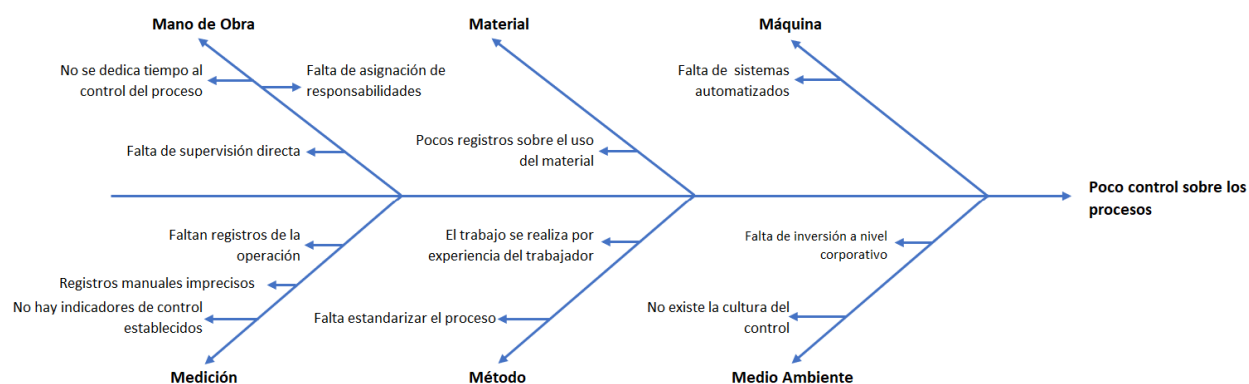 Mano de Obra
Material
Máquina
No se dedica tiempo al
control del proceso
Falta de asignación de
responsabilidades
Falta de sistemas
automatizados
Falta de supervisión directa
Pocos registros sobre el uso
del material
Poco control sobre los
procesos
Faltan registros de la
operación
El trabajo se realiza por
experiencia del trabajador
Falta de inversión a nivel
corporativo
Registros manuales imprecisos
No hay indicadores de control
establecidos
Falta estandarizar el proceso
No existe la cultura del
control
Medición
Método
Medio Ambiente